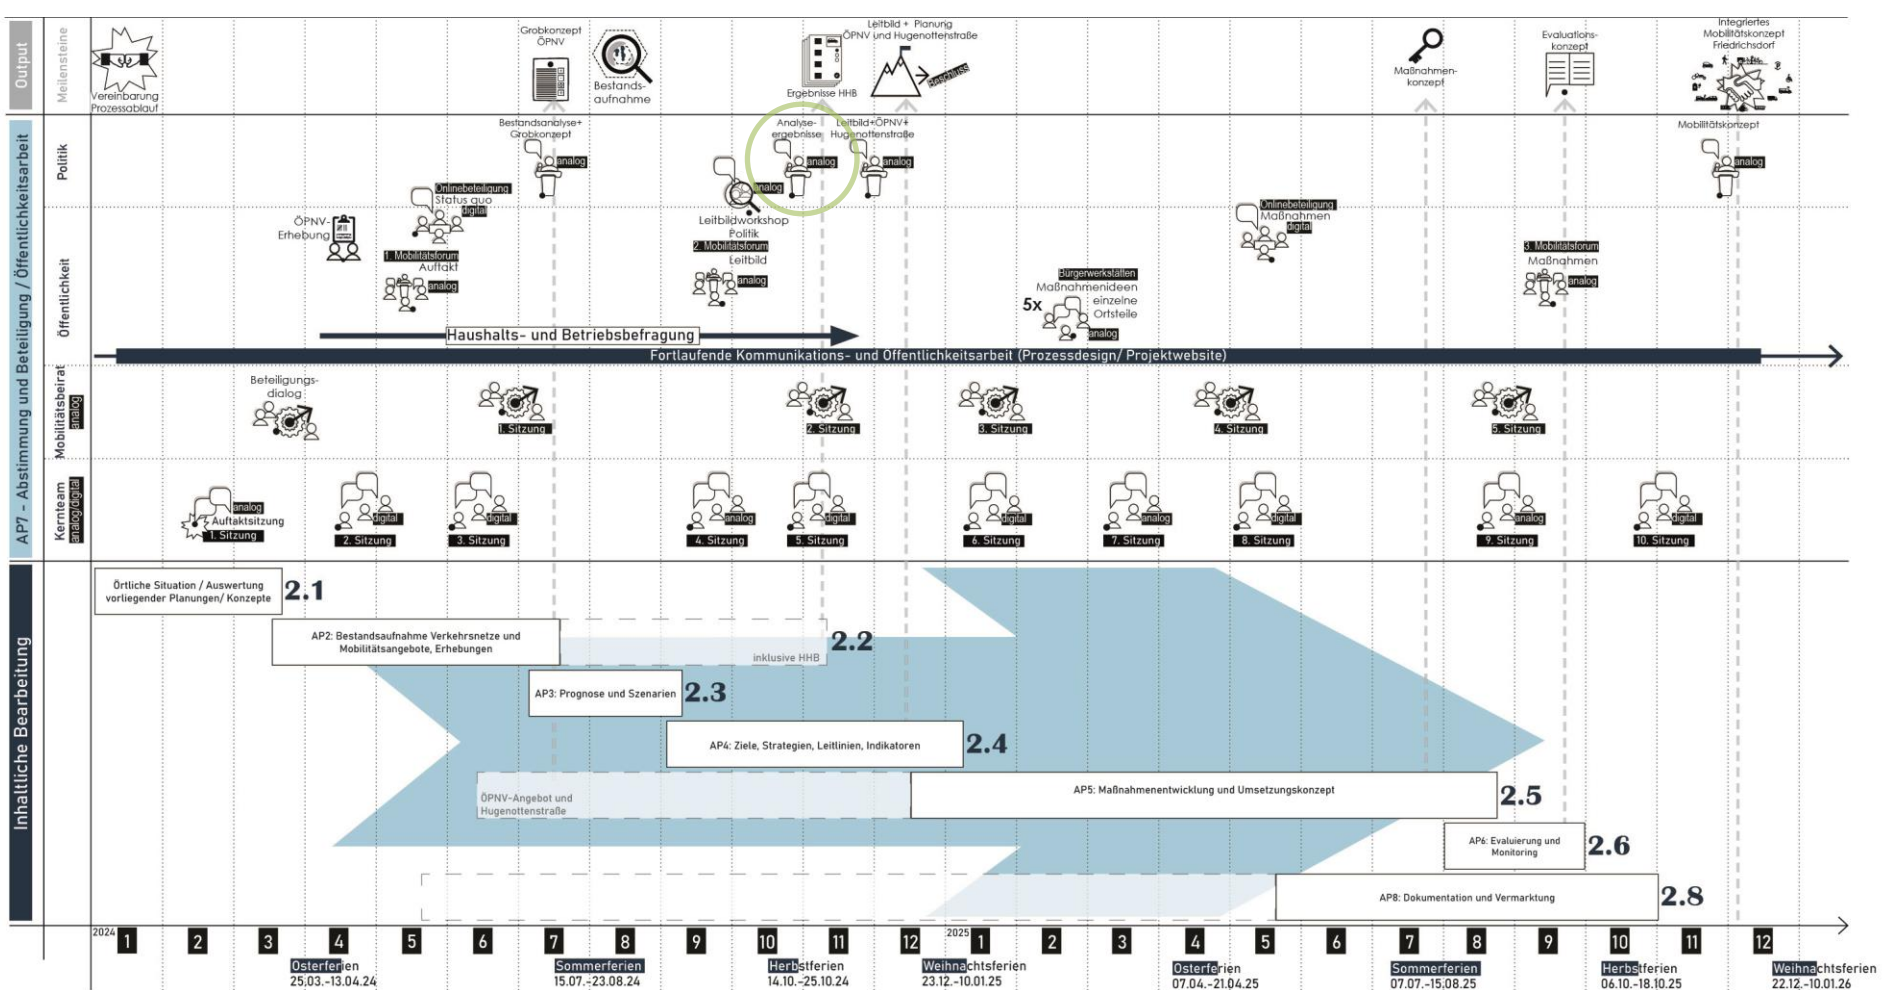 Output
Meilensteine
Vereinbarung
Prozessablauf
Grobkonzept
ÖPNV
Bestands-
aufnahme
Ergebnisse HHB
Leitbild + Planung
ÖPNV und Hugenottenstraße
Beschluss
Maßnahmen-
konzept
Evaluations-
konzept
Integriertes
Mobilitätskonzept
Friedrichsdorf
AP7 - Abstimmung und Beteiligung / Öffentlichkeitsarbeit
Politik
Bestandsanalyse+
Grobkonzept
analog
analog
Leitbildworkshop
Politik
Analyse-
ergebnisse
analog
Leitbild+ÖPNV+
Hugenottenstraße
analog
Mobilitätskonzept
analog
Öffentlichkeit
ÖPNV-
Erhebung
Onlinebeteiligung
Status quo
digital
1. Mobilitätsforum
Auftakt
analog
2. Mobilitätsforum
Leitbild
analog
Bürgerwerkstätten
Maßnahmenideen
einzelne
Ortsteile
5x
analog
Onlinebeteiligung
Maßnahmen
digital
3. Mobilitätsforum
Maßnahmen
analog
Haushalts- und Betriebsbefragung
Fortlaufende Kommunikations- und Öffentlichkeitsarbeit (Prozessdesign/ Projektwebsite)
Mobilitätsbeirat
analog
Beteiligungs-
dialog
1. Sitzung
2. Sitzung
3. Sitzung
4. Sitzung
5. Sitzung
Kernteam
analog/digital
analog
Auftaktsitzung
1. Sitzung
digital
2. Sitzung
digital
3. Sitzung
analog
4. Sitzung
digital
5. Sitzung
digital
6. Sitzung
analog
7. Sitzung
digital
8. Sitzung
analog
9. Sitzung
digital
10. Sitzung
Inhaltliche Bearbeitung
Örtliche Situation / Auswertung
vorliegender Planungen/ Konzepte
2.1
AP2: Bestandsaufnahme Verkehrsnetze und
Mobilitätsangebote, Erhebungen
inklusive HHB
2.2
AP3: Prognose und Szenarien
2.3
AP4: Ziele, Strategien, Leitlinien, Indikatoren
2.4
ÖPNV-Angebot und
Hugenottenstraße
AP5: Maßnahmenentwicklung und Umsetzungskonzept
2.5
AP6: Evaluierung und
Monitoring
2.6
AP8: Dokumentation und Vermarktung
2.8
2024 1 2 3 4 5 6 7 8 9 10 11 12 2025 1 2 3 4 5 6 7 8 9 10 11 12
Osterferien
25.03.-13.04.24
Sommerferien
15.07.-23.08.24
Herbstferien
14.10.-25.10.24
Weihnachtsferien
23.12.-10.01.25
Osterferien
07.04.-21.04.25
Sommerferien
07.07.-15.08.25
Herbstferien
06.10.-18.10.25
Weihnachtsferien
22.12.-10.01.26